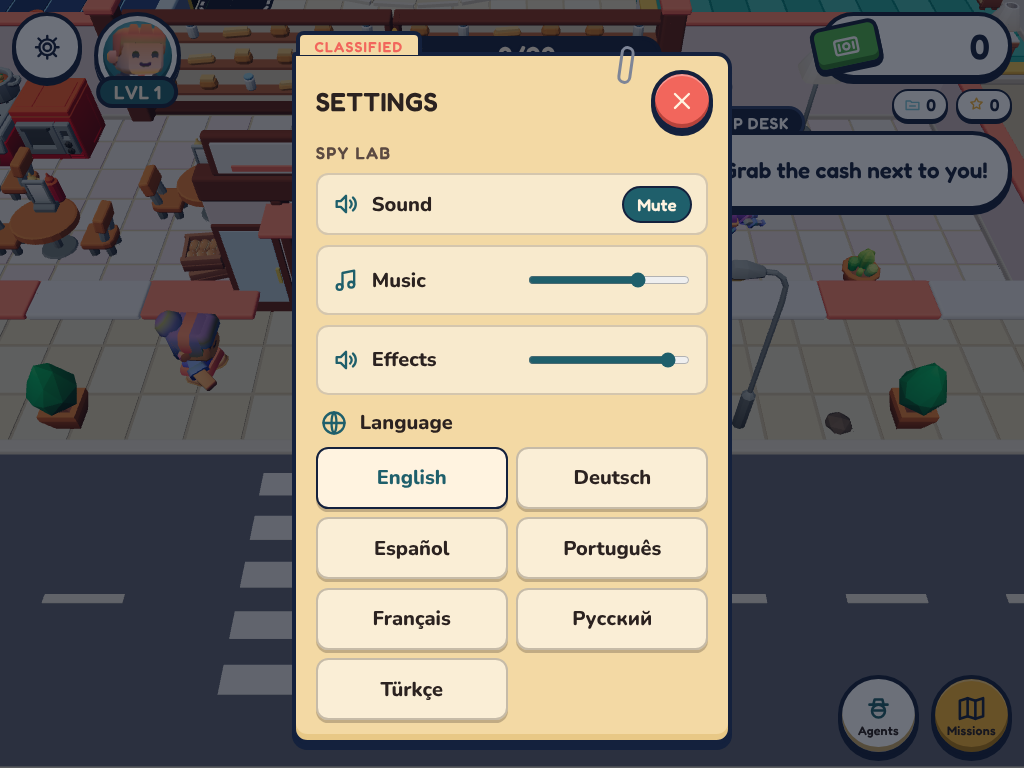 CLASSIFIED
0
LVL 1
SETTINGS
0
0
P DESK
SPY LAB
Grab the cash next to you!
Sound
Mute
Music
Effects
Language
English
Deutsch
Español
Português
Français
Русский
Türkçe
Agents
Missions